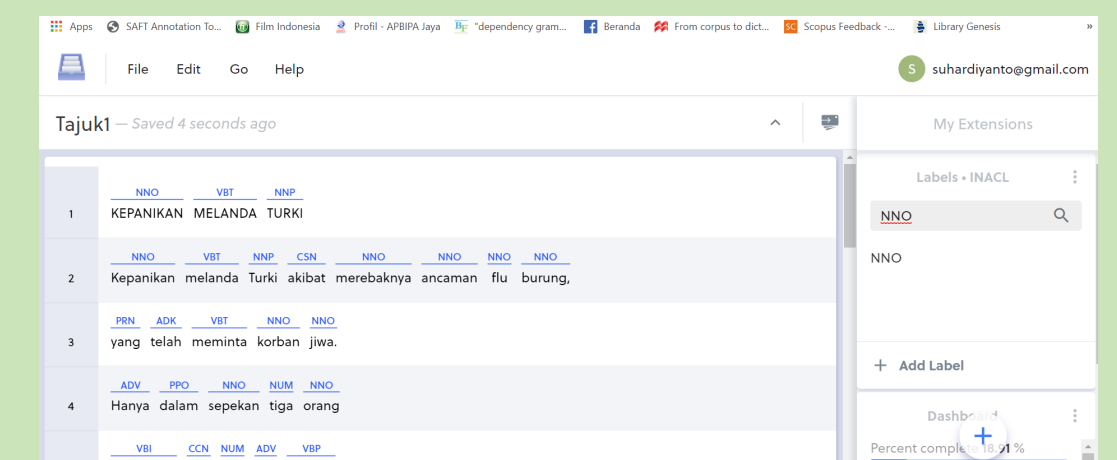 Apps SAFT Annotation To... Film Indonesia Profil - APBIPA Jaya BF "dependency gram... Beranda From corpus to dict... SC Scopus Feedback -... Library Genesis »
File Edit Go Help S suhardiyanto@gmail.com
Tajuk1 — Saved 4 seconds ago
My Extensions
Labels • INACL
NNO
NNO
+ Add Label
Dashboard
Percent complete 18.91 %
NNO VBT NNP
1 KEPANIKAN MELANDA TURKI
NNO VBT NNP CSN NNO NNO NNO NNO
2 Kepanikan melanda Turki akibat merebaknya ancaman flu burung,
PRN ADK VBT NNO NNO
3 yang telah meminta korban jiwa.
ADV PPO NNO NUM NNO
4 Hanya dalam sepekan tiga orang
VBI CCN NUM ADV VBP